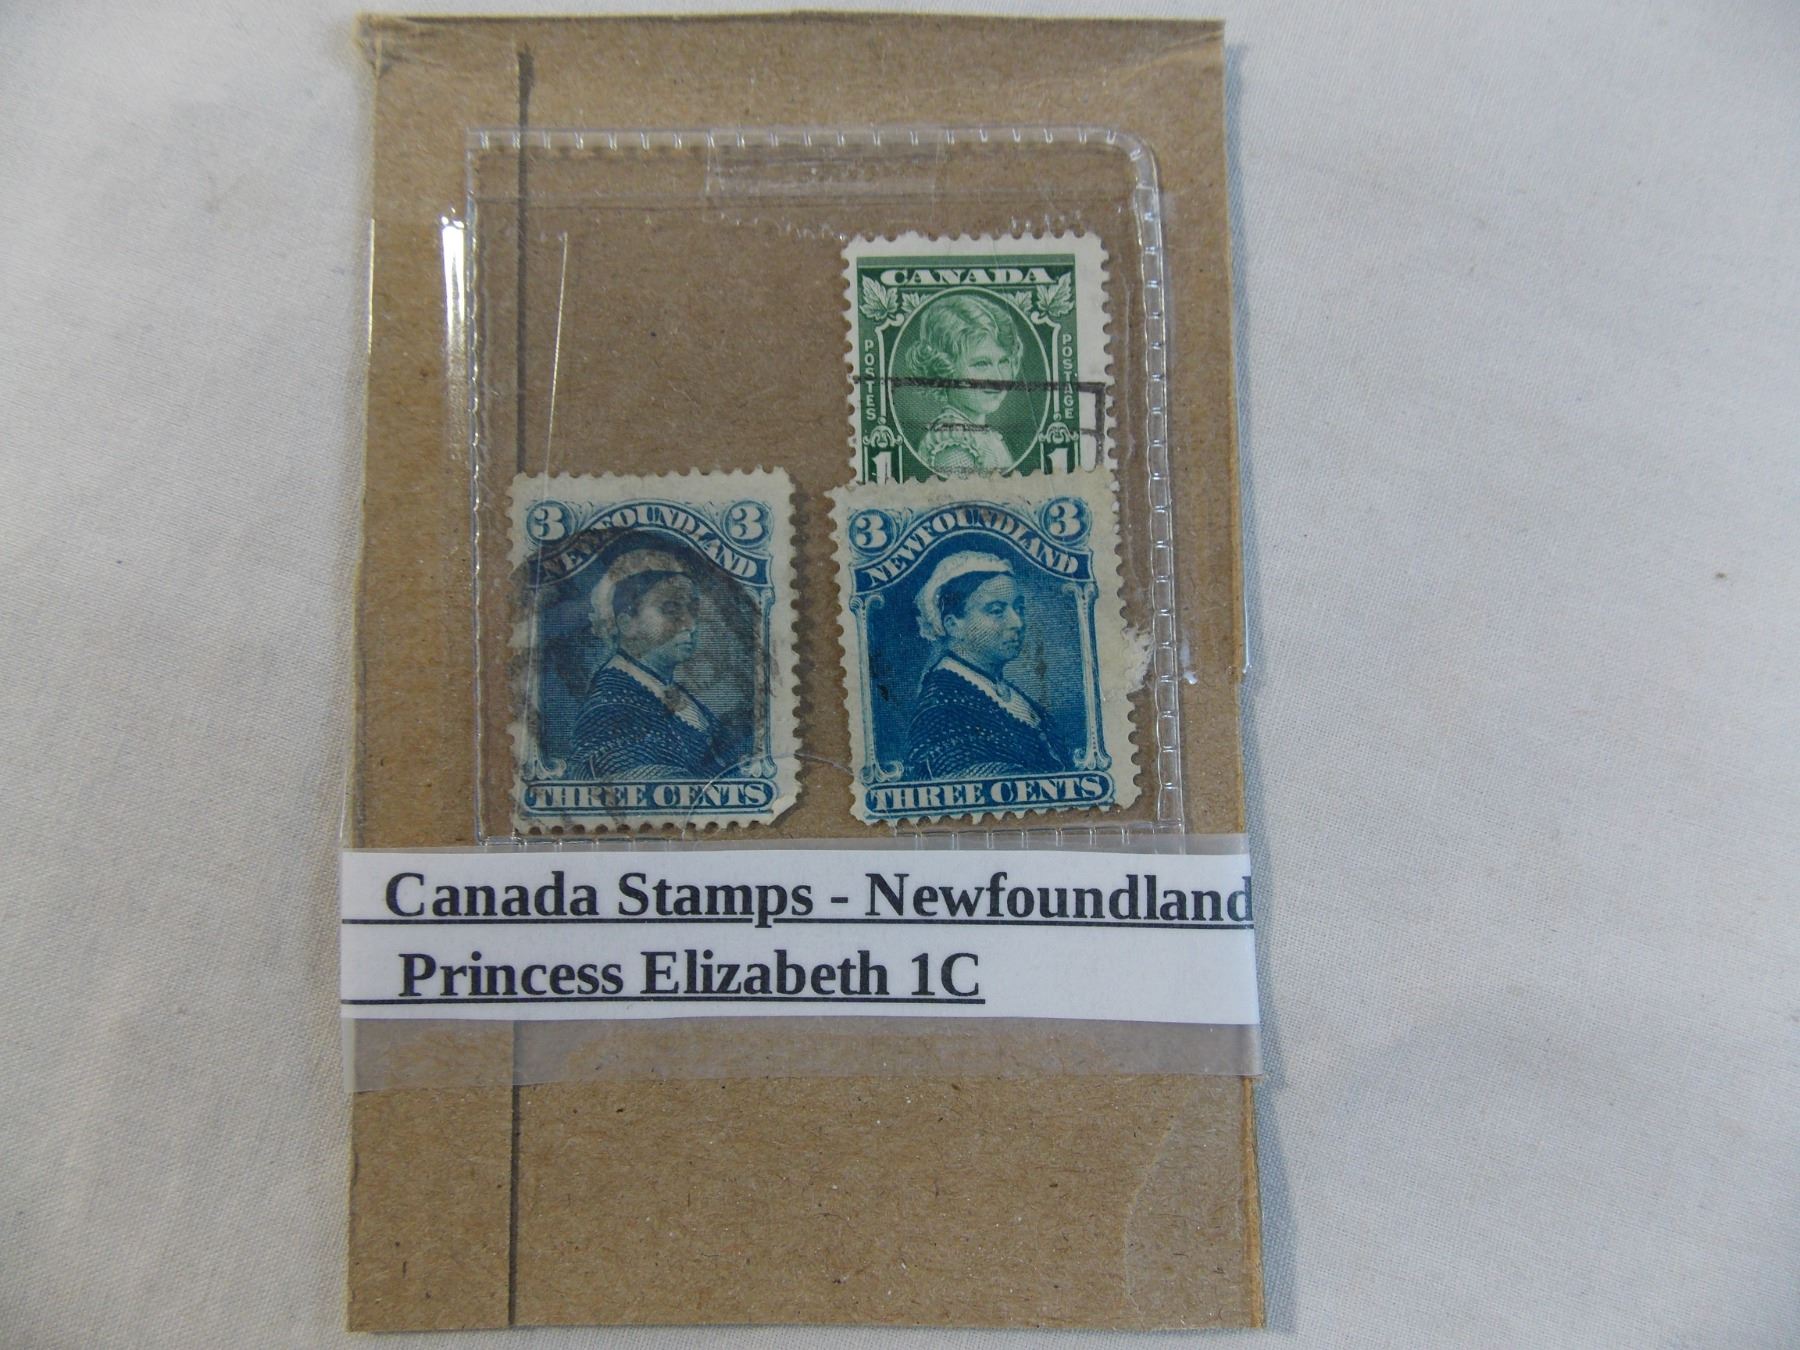 CANADA
POSTES
POSTAGE
1 1
3 NEWFOUNDLAND 3
THREE CENTS
3 NEWFOUNDLAND 3
THREE CENTS
Canada Stamps - Newfoundland
Princess Elizabeth 1C